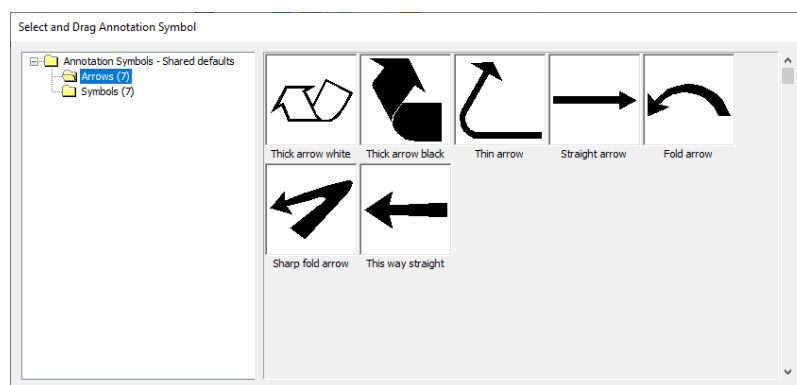 Select and Drag Annotation Symbol
Annotation Symbols - Shared defaults
Arrows (7)
Symbols (7)
Thick arrow white
Thick arrow black
Thin arrow
Straight arrow
Fold arrow
Sharp fold arrow
This way straight